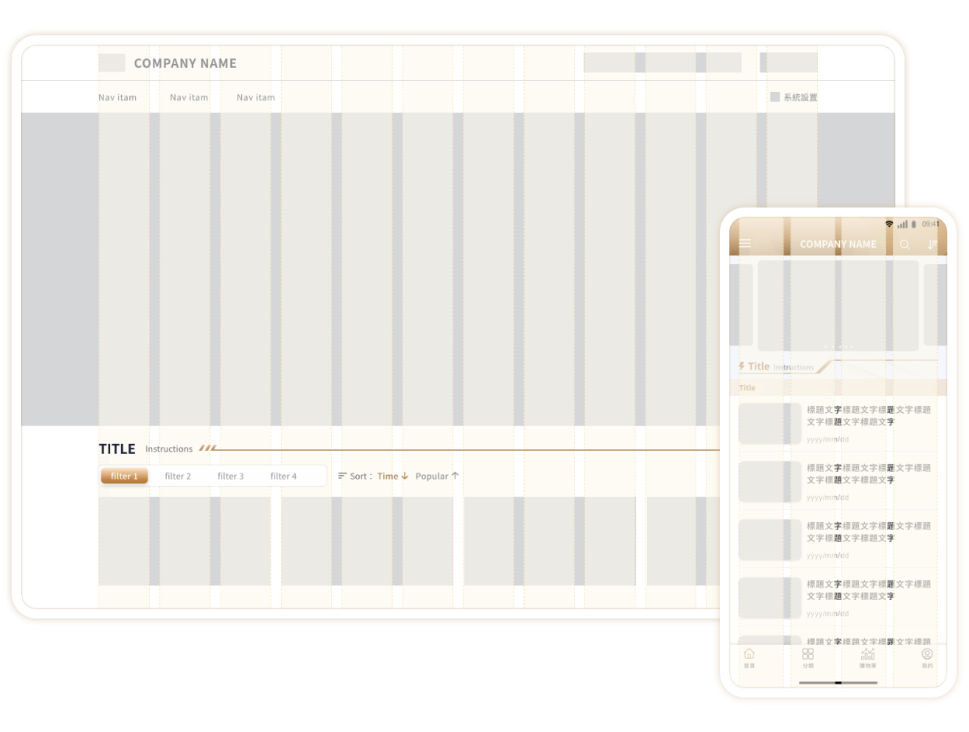 COMPANY NAME
Nav itam Nav itam Nav itam 系統設置
TITLE Instructions
filter 1 filter 2 filter 3 filter 4 Sort : Time ↓ Popular ↑
09:41
COMPANY NAME
Title Instructions
Title
標題文字標題文字標題文字標題
文字標題文字標題文字
yyyy/mm/dd
標題文字標題文字標題文字標題
文字標題文字標題文字
yyyy/mm/dd
標題文字標題文字標題文字標題
文字標題文字標題文字
yyyy/mm/dd
標題文字標題文字標題文字標題
文字標題文字標題文字
yyyy/mm/dd
標題文字標題文字標題文字標題
首頁 分類 購物車 我的